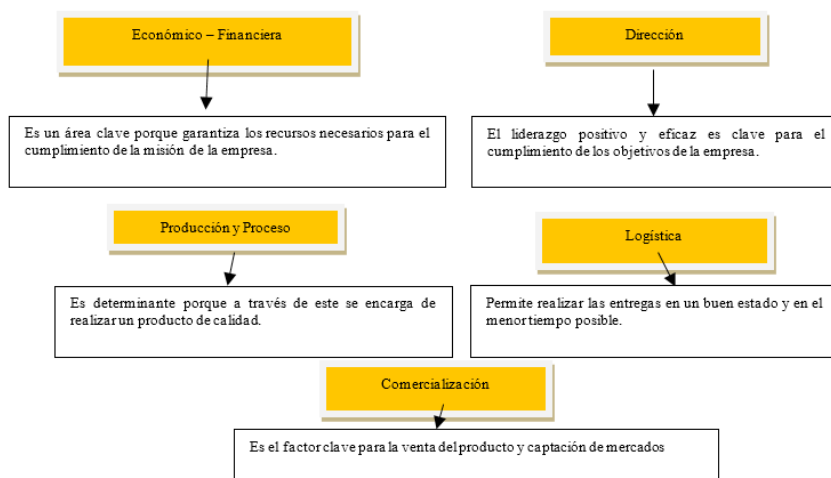 Económico – Financiera
Es un área clave porque garantiza los recursos necesarios para el
cumplimiento de la misión de la empresa.
Dirección
El liderazgo positivo y eficaz es clave para el
cumplimiento de los objetivos de la empresa.
Producción y Proceso
Es determinante porque a través de este se encarga de
realizar un producto de calidad.
Logística
Permite realizar las entregas en un buen estado y en el
menor tiempo posible.
Comercialización
Es el factor clave para la venta del producto y captación de mercados